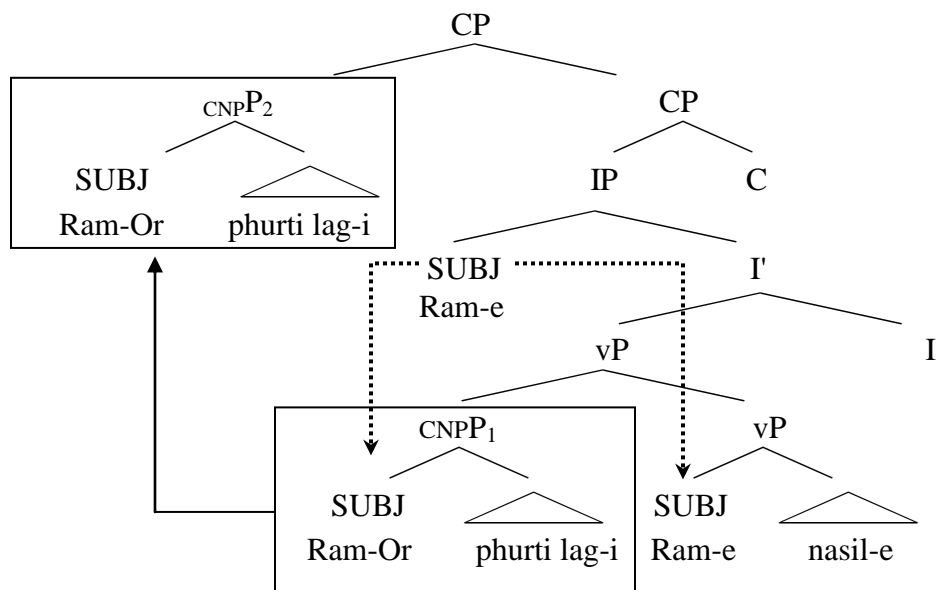 CP
CNPP2 CP
SUBJ IP C
Ram-Or phurti lag-i
SUBJ I'
Ram-e
vP I
CNPP1 vP
SUBJ SUBJ
Ram-Or phurti lag-i Ram-e nasil-e